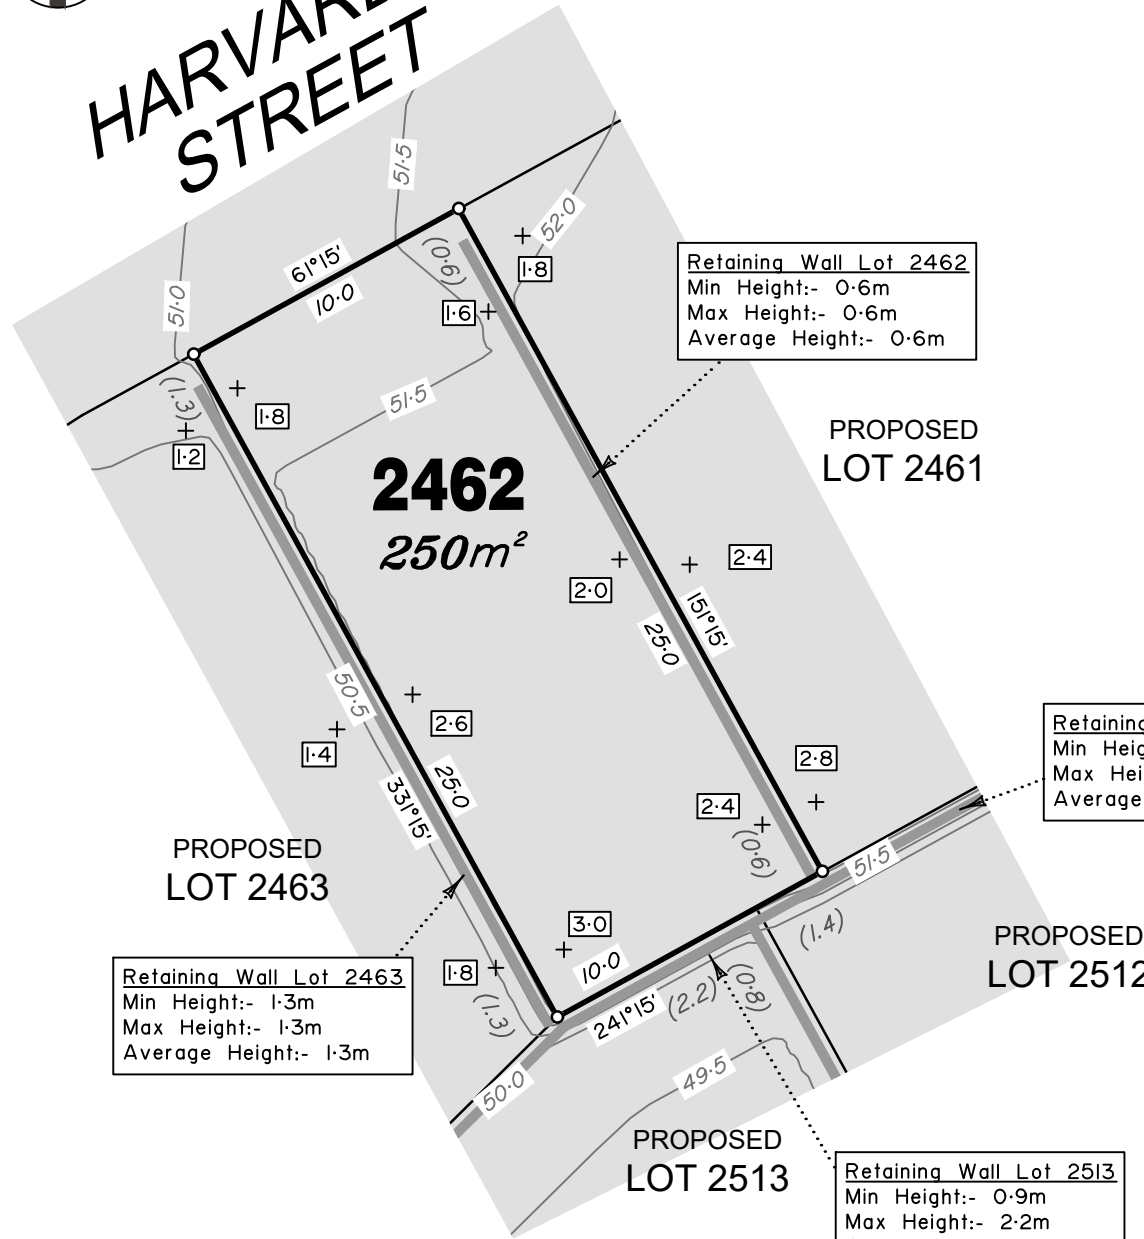 HARVARD
STREET
51·5
52·0
61°15'
10·0
51·0
(0·6)
1·8
1·6
Retaining Wall Lot 2462
Min Height:- 0·6m
Max Height:- 0·6m
Average Height:- 0·6m
(1.3)
1·8
1·2
51·5
PROPOSED
LOT 2461
2462
250m²
2·4
2·0
151°15'
25·0
50·5
2·6
1·4
25·0
331°15'
2·8
2·4
(0·6)
Retaining
Min
Max
Average
PROPOSED
LOT 2463
51·5
3·0
10·0
1·8
(1.3)
241°15'
(2.2)
(0·8)
(1.4)
PROPOSED
LOT 2512
Retaining Wall Lot 2463
Min Height:- 1·3m
Max Height:- 1·3m
Average Height:- 1·3m
50·0
49·5
PROPOSED
LOT 2513
Retaining Wall Lot 2513
Min Height:- 0·9m
Max Height:- 2·2m